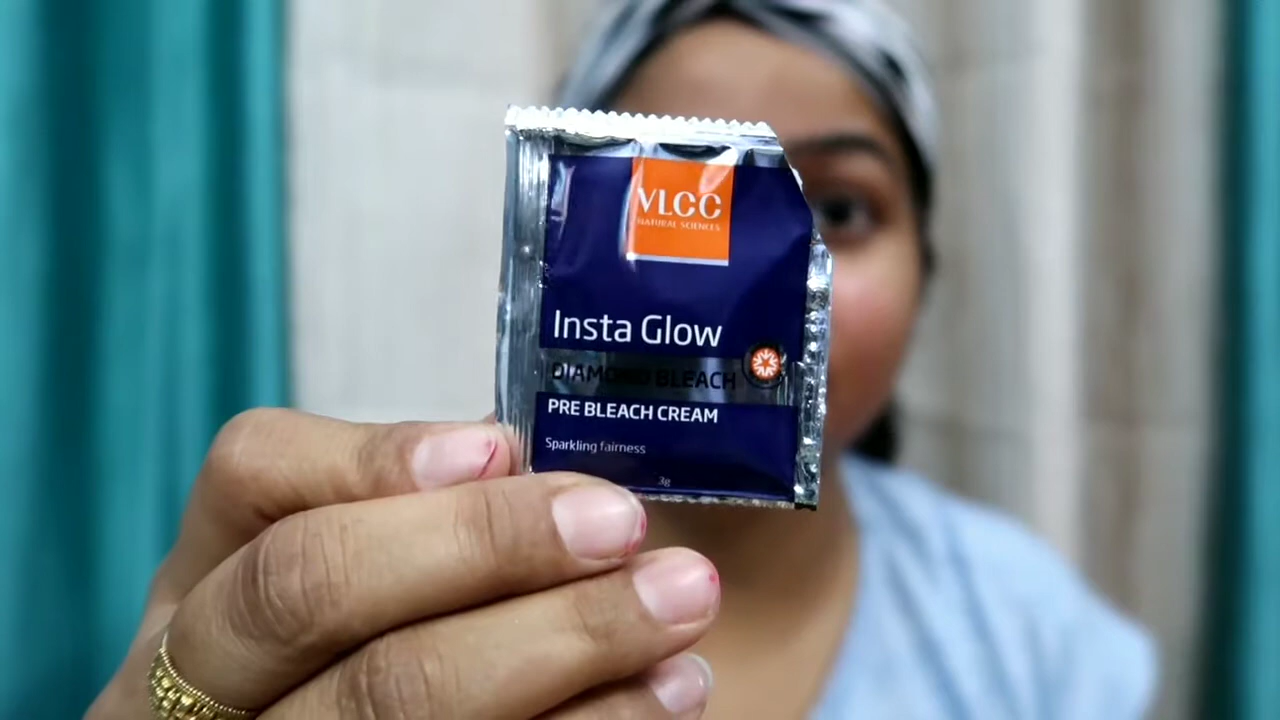 VLCC
NATURAL SCIENCES
Insta Glow
DIAMOND BLEACH
PRE BLEACH CREAM
Sparkling fairness
3g